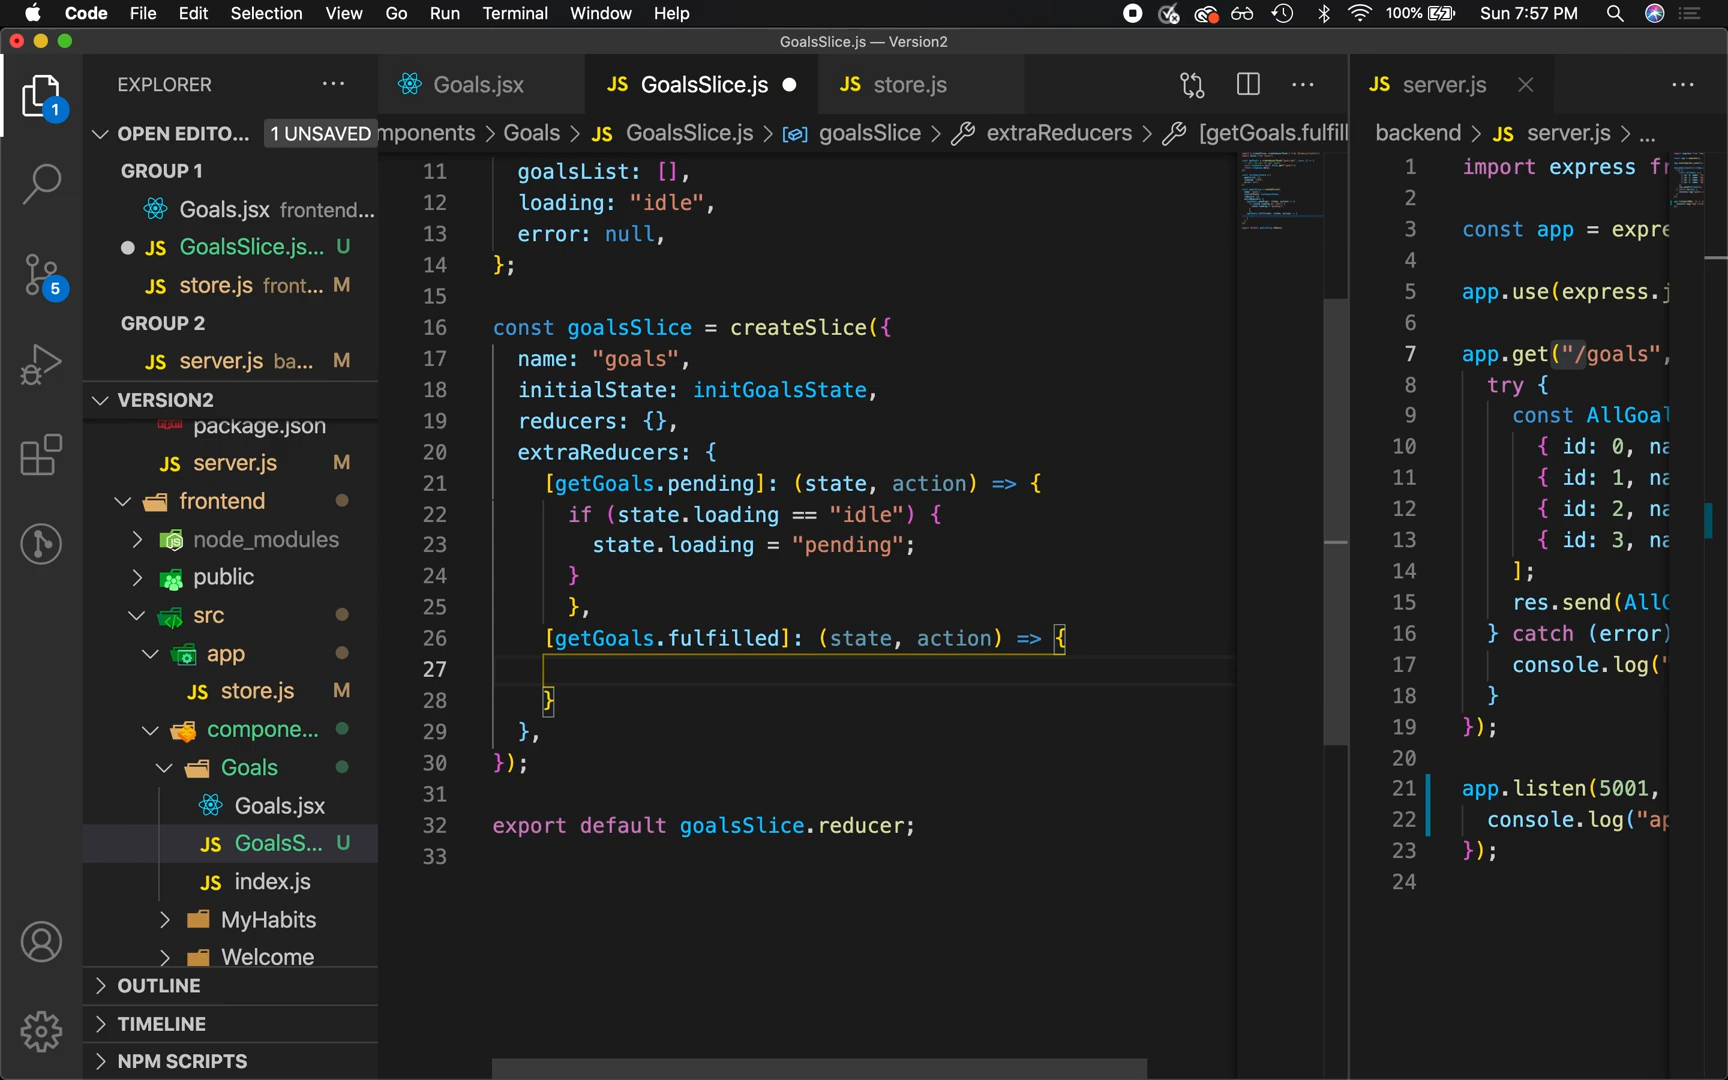 Code File Edit Selection View Go Run Terminal Window Help 100% Sun 7:57 PM
GoalsSlice.js — Version2
EXPLORER
1
OPEN EDITO... 1 UNSAVED
GROUP 1
Goals.jsx frontend...
JS GoalsSlice.js... U
JS store.js front... M
GROUP 2
JS server.js ba... M
5
VERSION2
package.json
JS server.js M
frontend
node_modules
public
src
app
JS store.js M
compone...
Goals
Goals.jsx
JS GoalsS... U
JS index.js
MyHabits
Welcome
OUTLINE
TIMELINE
NPM SCRIPTS
Goals.jsx JS GoalsSlice.js JS store.js
mponents > Goals > JS GoalsSlice.js > goalsSlice > extraReducers > [getGoals.fulfill
11 goalsList: [],
12 loading: "idle",
13 error: null,
14 };
15
16 const goalsSlice = createSlice({
17 name: "goals",
18 initialState: initGoalsState,
19 reducers: {},
20 extraReducers: {
21 [getGoals.pending]: (state, action) => {
22 if (state.loading == "idle") {
23 state.loading = "pending";
24 }
25 },
26 [getGoals.fulfilled]: (state, action) => {
27
28 }
29 },
30 });
31
32 export default goalsSlice.reducer;
33
JS server.js
backend > JS server.js > ...
1 import express fr
2
3 const app = expre
4
5 app.use(express.j
6
7 app.get("/goals",
8 try {
9 const AllGoal
10 { id: 0, na
11 { id: 1, na
12 { id: 2, na
13 { id: 3, na
14 ];
15 res.send(AllG
16 } catch (error)
17 console.log("
18 }
19 });
20
21 app.listen(5001,
22 console.log("ap
23 });
24